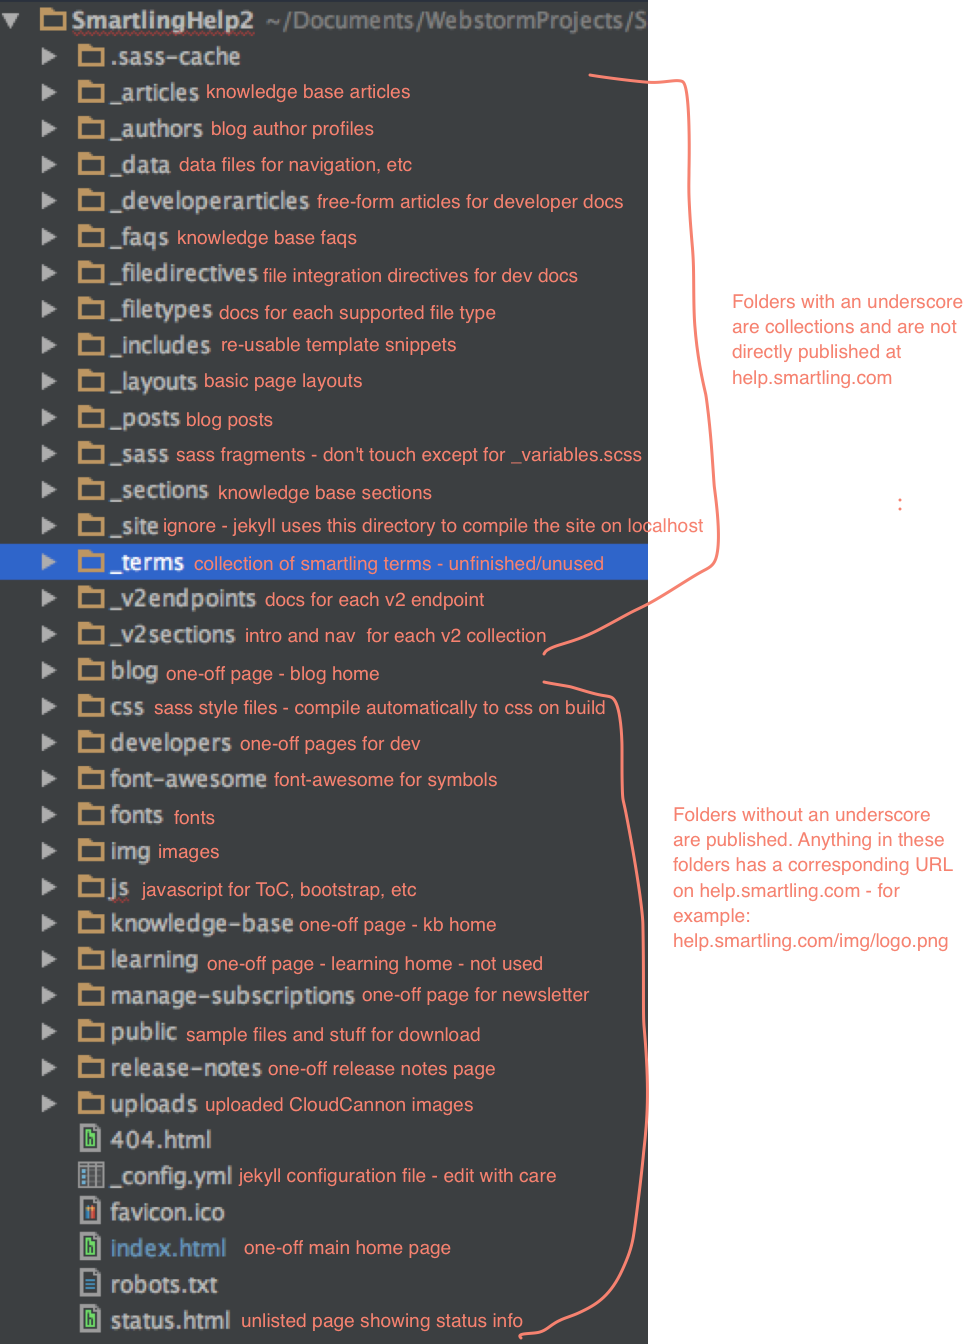 SmartlingHelp2 ~/Documents/WebstormProjects/S
.sass-cache
_articles knowledge base articles
_authors blog author profiles
_data data files for navigation, etc
_developerarticles free-form articles for developer docs
_faqs knowledge base faqs
_filedirectives file integration directives for dev docs
_filetypes docs for each supported file type
_includes re-usable template snippets
_layouts basic page layouts
_posts blog posts
_sass sass fragments - don't touch except for _variables.scss
_sections knowledge base sections
_site ignore - jekyll uses this directory to compile the site on localhost
_terms collection of smartling terms - unfinished/unused
_v2endpoints docs for each v2 endpoint
_v2sections intro and nav for each v2 collection
blog one-off page - blog home
css sass style files - compile automatically to css on build
developers one-off pages for dev
font-awesome font-awesome for symbols
fonts fonts
img images
js javascript for ToC, bootstrap, etc
knowledge-base one-off page - kb home
learning one-off page - learning home - not used
manage-subscriptions one-off page for newsletter
public sample files and stuff for download
release-notes one-off release notes page
uploads uploaded CloudCannon images
404.html
_config.yml jekyll configuration file - edit with care
favicon.ico
index.html one-off main home page
robots.txt
status.html unlisted page showing status info
Folders with an underscore
are collections and are not
directly published at
help.smartling.com
:
Folders without an underscore
are published. Anything in these
folders has a corresponding URL
on help.smartling.com - for
example:
help.smartling.com/img/logo.png